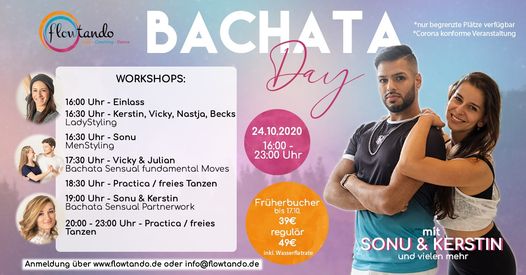 flowtando
Coaching - Dance
BACHATA
Day
*nur begrenzte Plätze verfügbar
*Corona konforme Veranstaltung
WORKSHOPS:
16:00 Uhr - Einlass
16:30 Uhr - Kerstin, Vicky, Nastja, Becks
LadyStyling
16:30 Uhr - Sonu
MenStyling
17:30 Uhr - Vicky & Julian
Bachata Sensual fundamental Moves
18:30 Uhr - Practica / freies Tanzen
19:00 Uhr - Sonu & Kerstin
Bachata Sensual Partnerwork
20:00 - 23:00 Uhr - Practica / freies
Tanzen
24.10.2020
16:00 -
23:00 Uhr
Früherbucher
bis 17.10.
39€
regulär
49€
inkl. Wasserflatrate
mit
SONU & KERSTIN
und vielen mehr
Anmeldung über www.flowtando.de oder info@flowtando.de